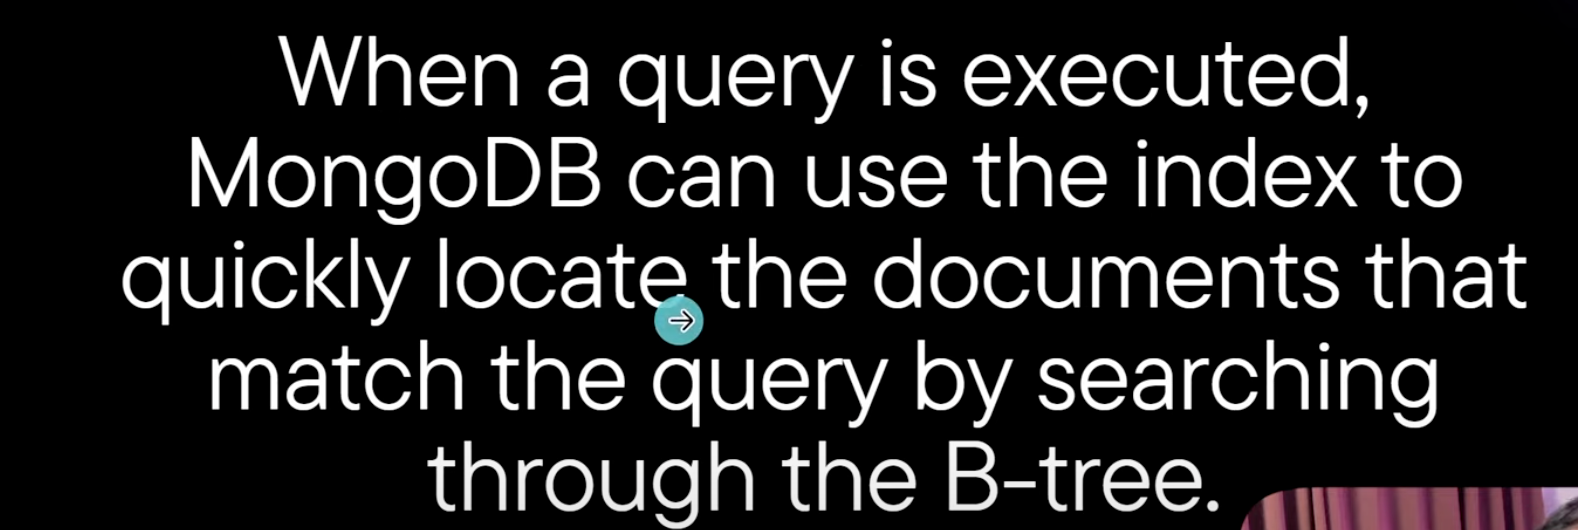 When a query is executed,
MongoDB can use the index to
quickly locate the documents that
match the query by searching
through the B-tree.